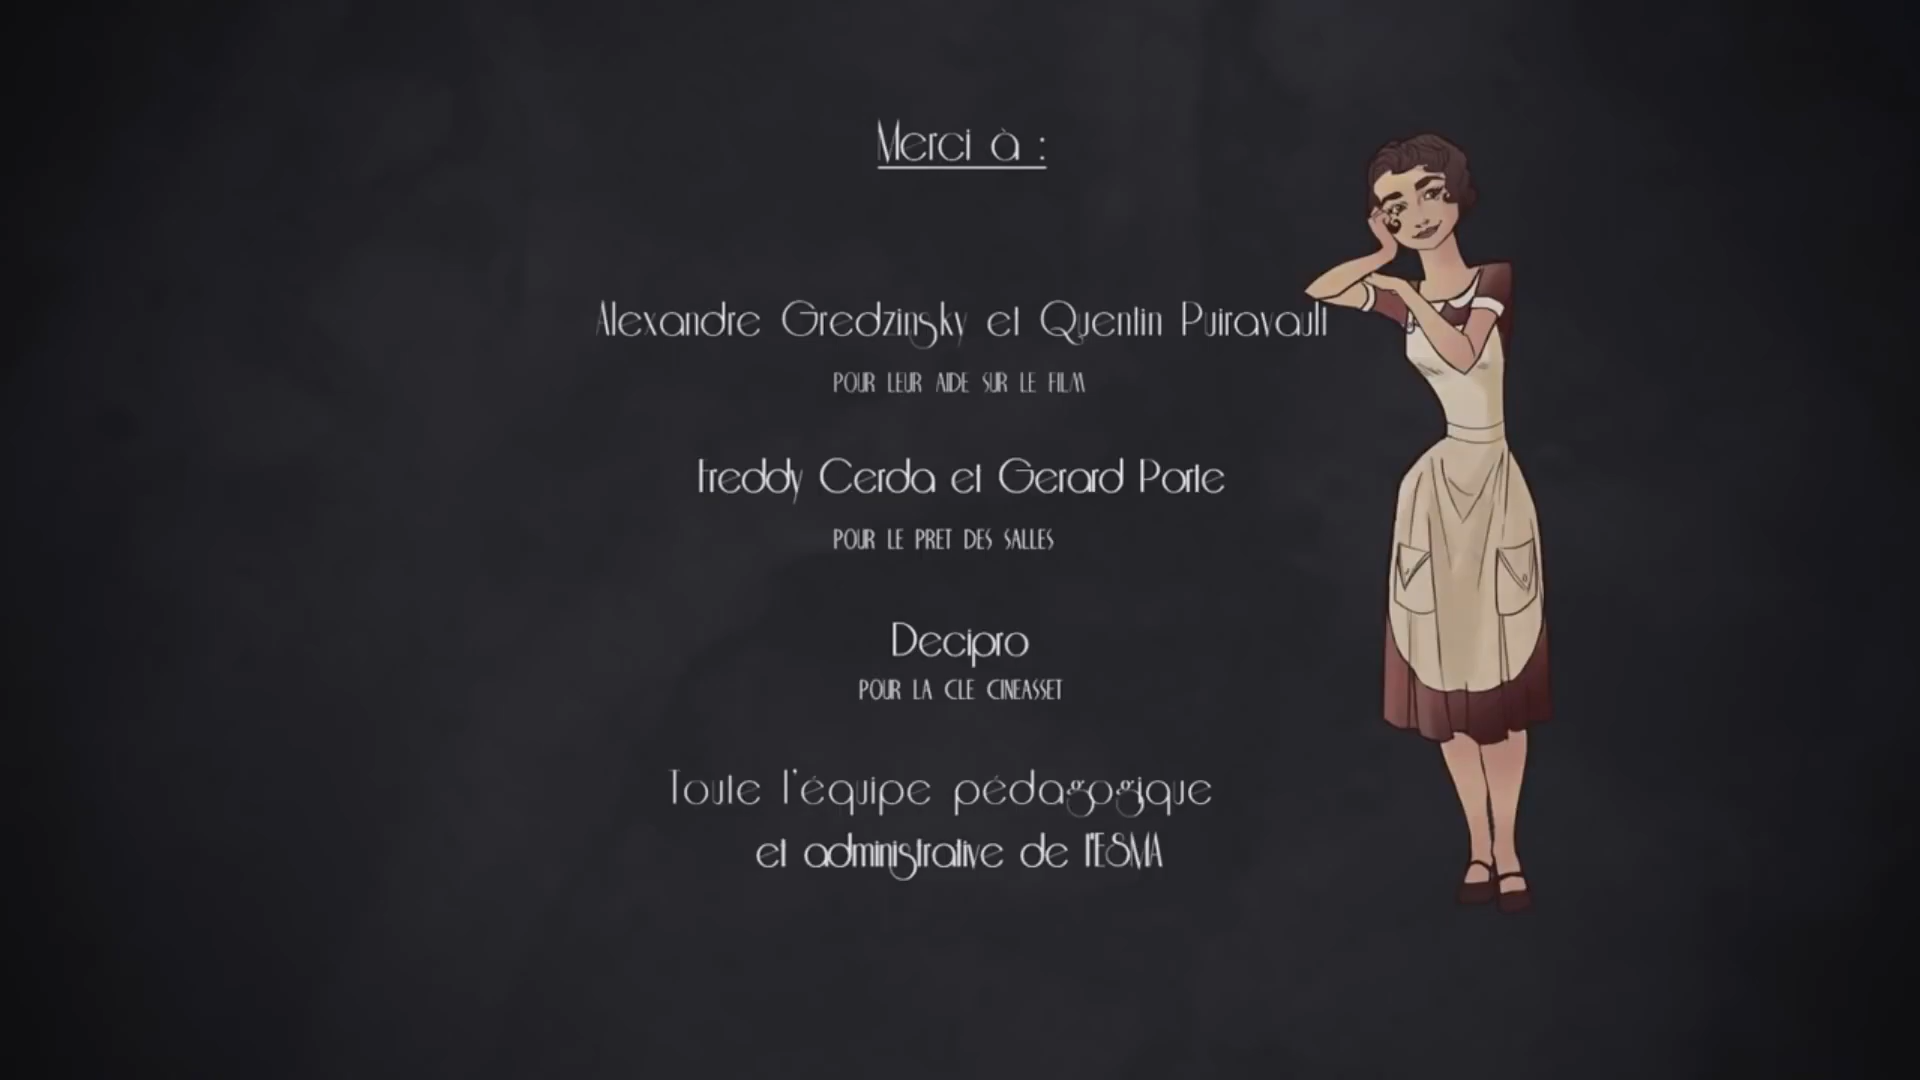 Merci à :
Alexandre Gredzinsky et Quentin Puiravault
POUR LEUR AIDE SUR LE FILM
Freddy Cerda et Gerard Porte
POUR LE PRET DES SALLES
Decipro
POUR LA CLE CINEASSET
Toute l'équipe pédagogique
et administrative de l'ESMA